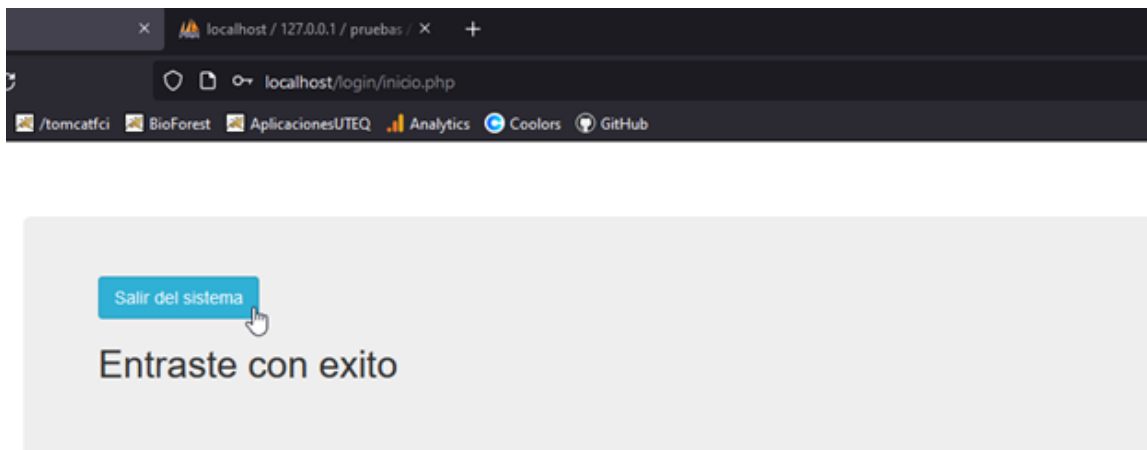 localhost / 127.0.0.1 / pruebas /
localhost/login/inicio.php
/tomcatfci BioForest AplicacionesUTEQ Analytics Coolors GitHub
Salir del sistema
Entraste con exito